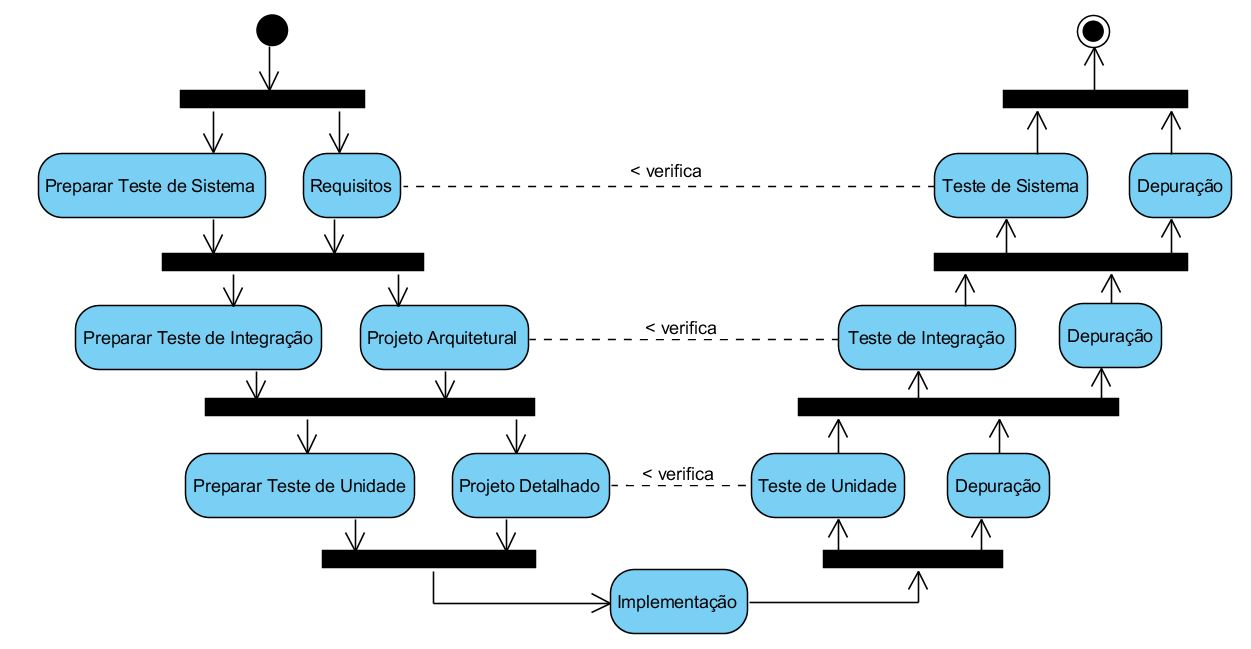 Preparar Teste de Sistema
Requisitos
< verifica
Teste de Sistema
Depuração
Preparar Teste de Integração
Projeto Arquitetural
< verifica
Teste de Integração
Depuração
Preparar Teste de Unidade
Projeto Detalhado
< verifica
Teste de Unidade
Depuração
Implementação